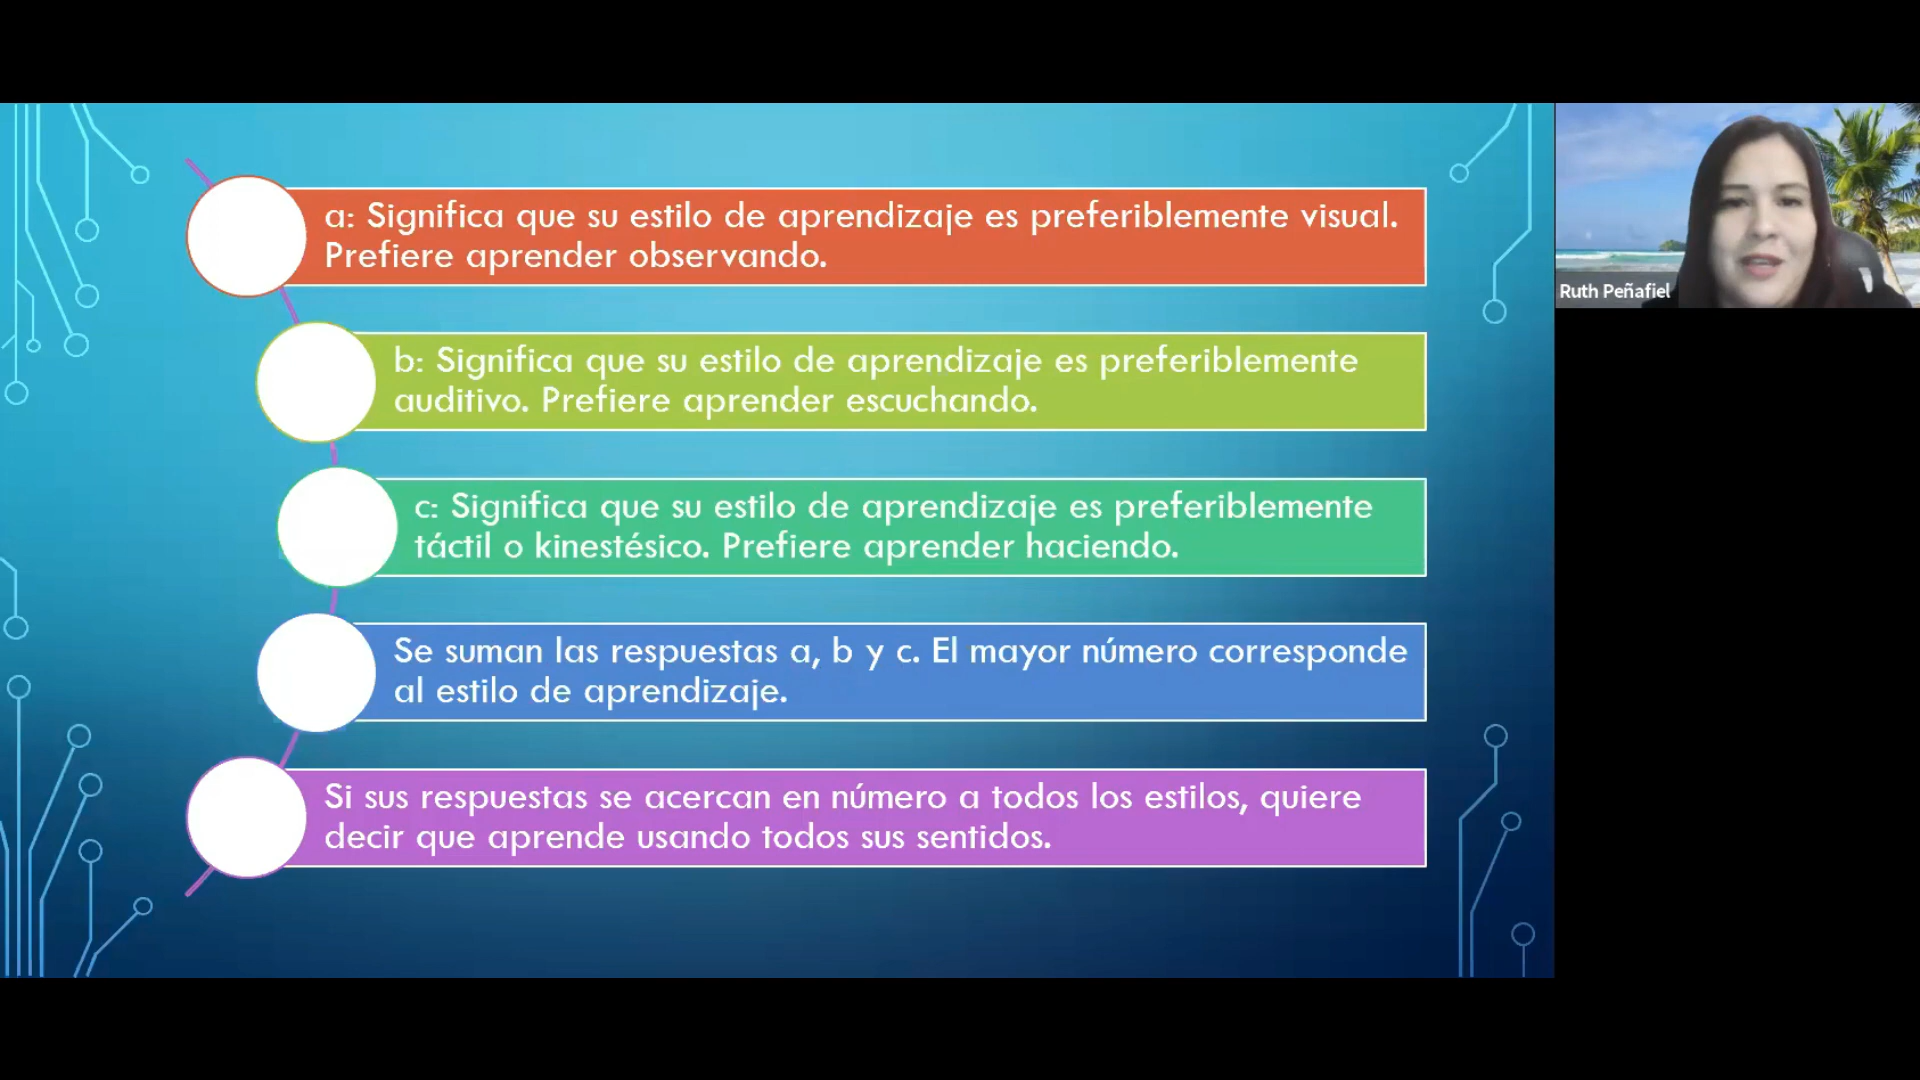 a: Significa que su estilo de aprendizaje es preferiblemente visual.
Prefiere aprender observando.
b: Significa que su estilo de aprendizaje es preferiblemente
auditivo. Prefiere aprender escuchando.
c: Significa que su estilo de aprendizaje es preferiblemente
táctil o kinestésico. Prefiere aprender haciendo.
Se suman las respuestas a, b y c. El mayor número corresponde
al estilo de aprendizaje.
Si sus respuestas se acercan en número a todos los estilos, quiere
decir que aprende usando todos sus sentidos.
Ruth Peñafiel